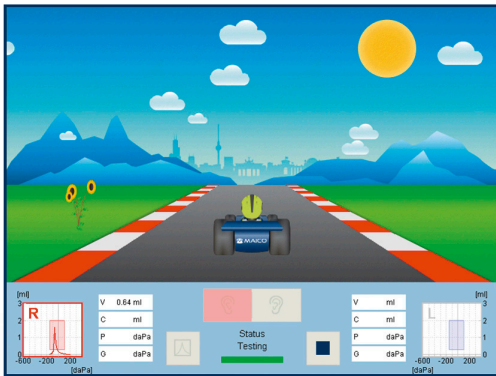 MAICO
[ml]
3
R
2
1
0
-600 -200 200
[daPa]
V 0.64 ml
C ml
P daPa
G daPa
Status
Testing
V ml
C ml
P daPa
G daPa
[ml]
3
L
2
1
0
-600 -200 200
[daPa]